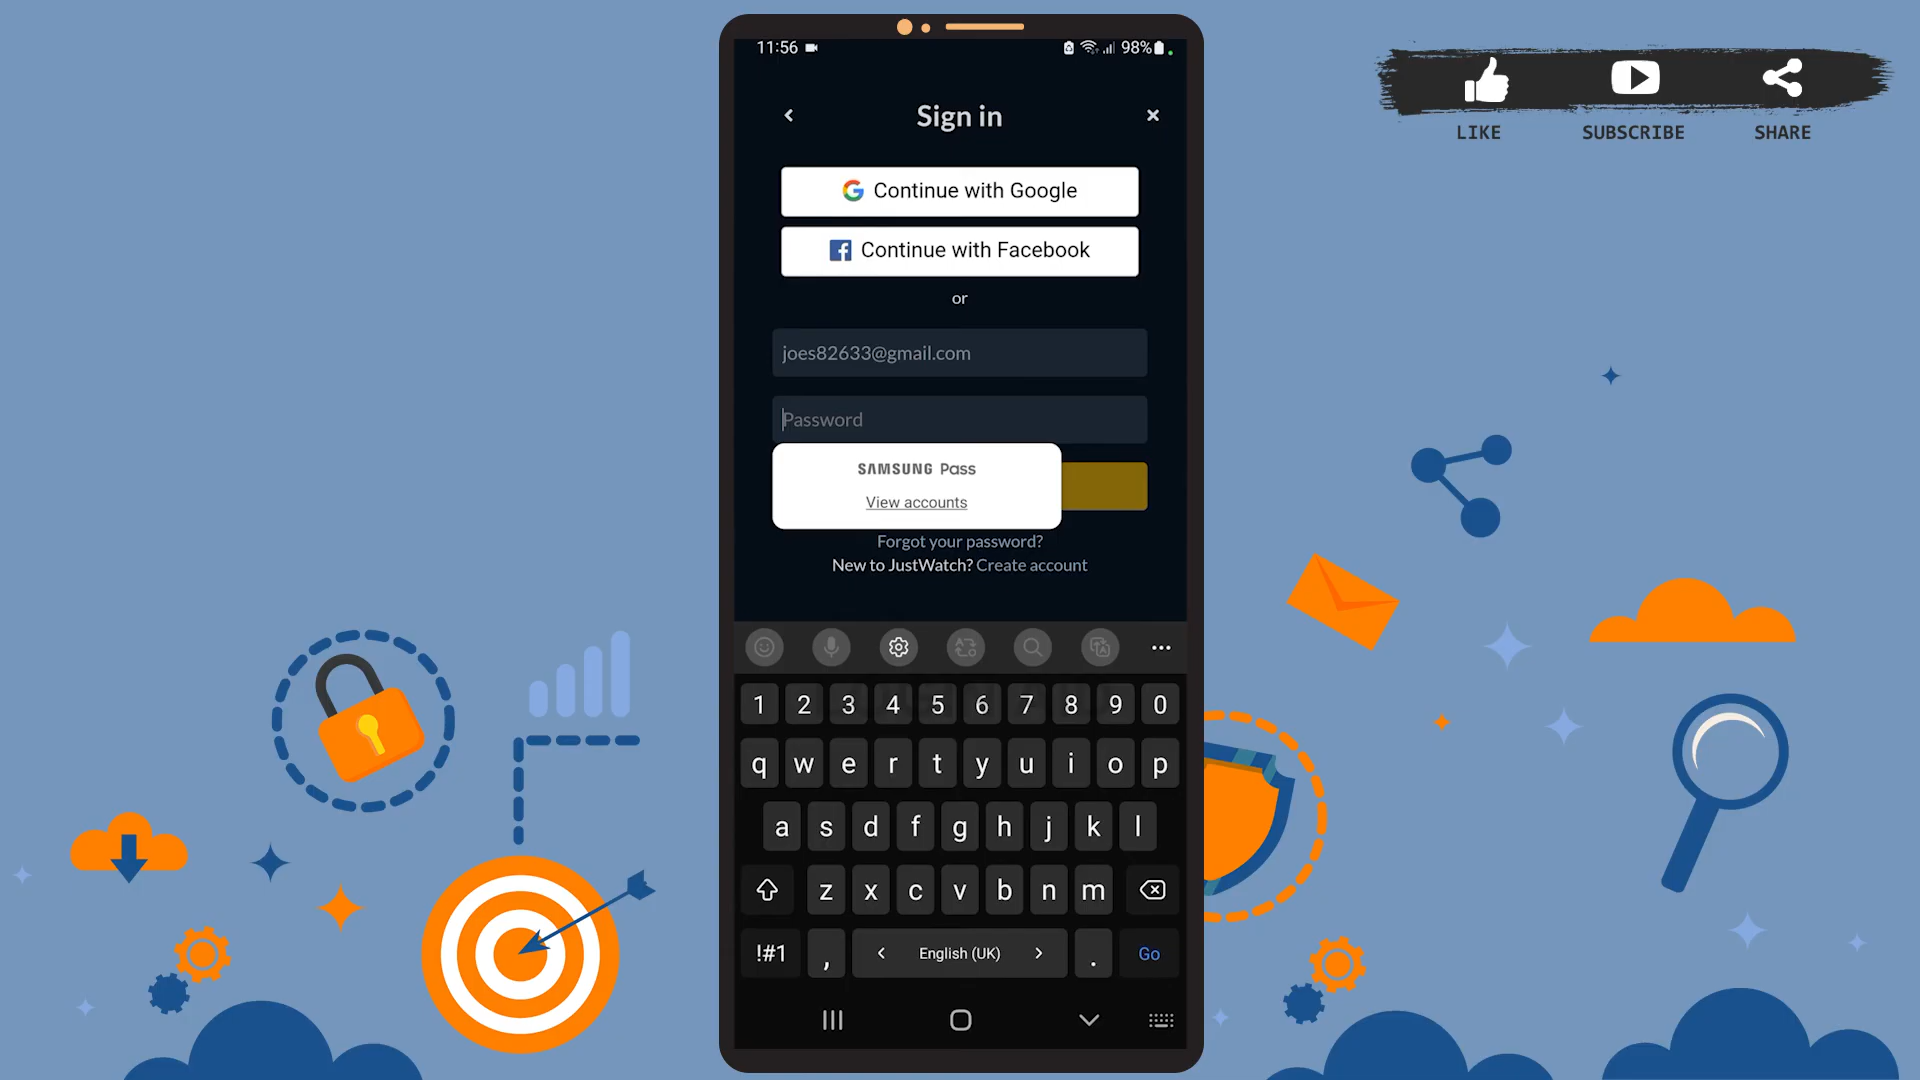 11:56
98%
LIKE
SUBSCRIBE
SHARE
Sign in
Continue with Google
Continue with Facebook
or
joes82633@gmail.com
Password
SAMSUNG Pass
View accounts
Forgot your password?
New to JustWatch? Create account
1 2 3 4 5 6 7 8 9 0
q w e r t y u i o p
a s d f g h j k l
z x c v b n m
!#1 , < English (UK) > . Go